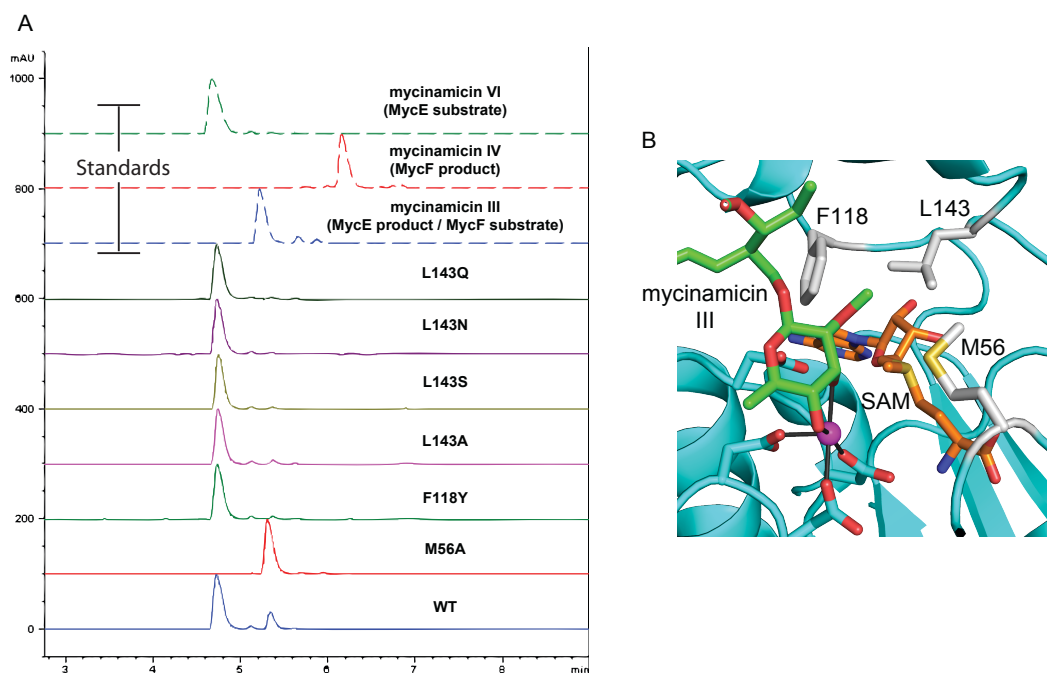 A
mAU
1000
800
600
400
200
0
Standards
mycinamicin VI
(MycE substrate)
mycinamicin IV
(MycF product)
mycinamicin III
(MycE product / MycF substrate)
L143Q
L143N
L143S
L143A
F118Y
M56A
WT
3 4 5 6 7 8 min
B
F118
L143
mycinamicin
III
M56
SAM